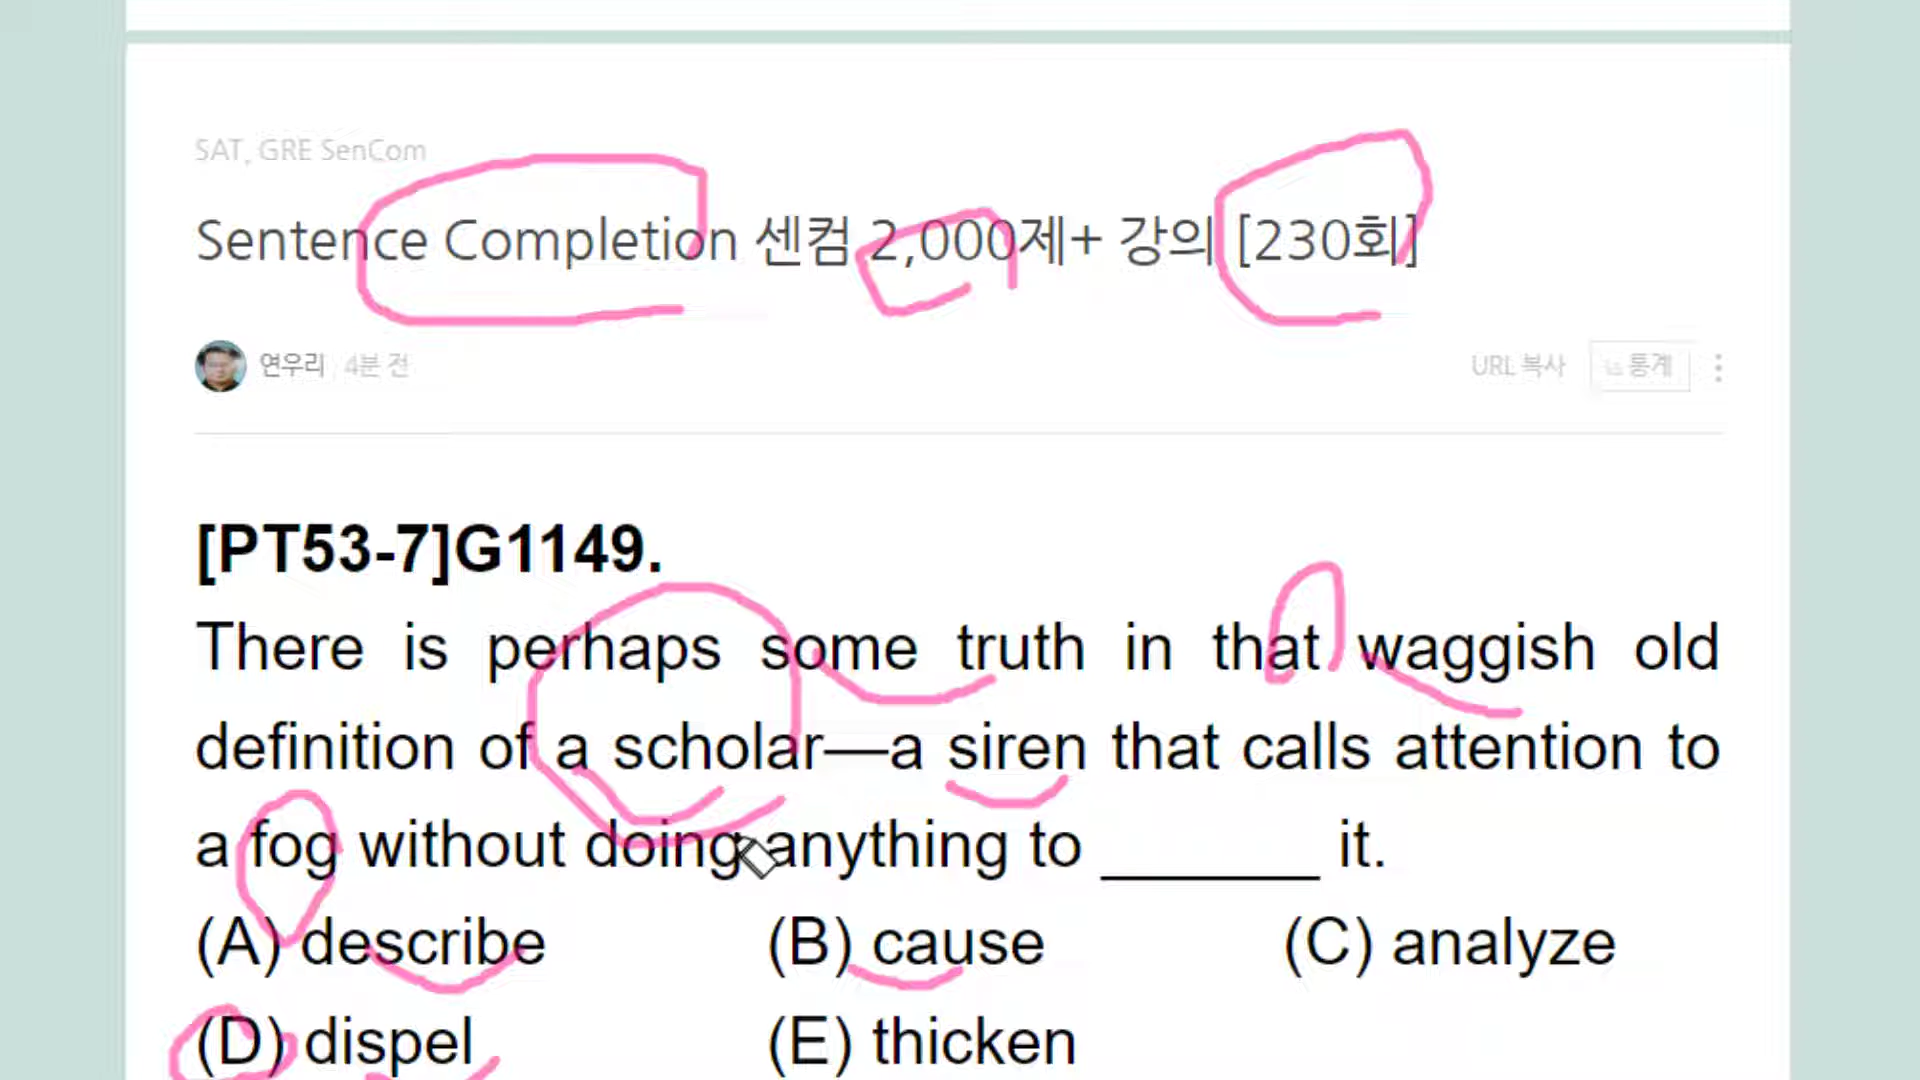 SAT, GRE SenCom
Sentence Completion 센컴 2,000제+ 강의 [230회]
연우리 4분 전 URL 복사 통계
[PT53-7]G1149.
There is perhaps some truth in that waggish old
definition of a scholar—a siren that calls attention to
a fog without doing anything to ______ it.
(A) describe (B) cause (C) analyze
(D) dispel (E) thicken